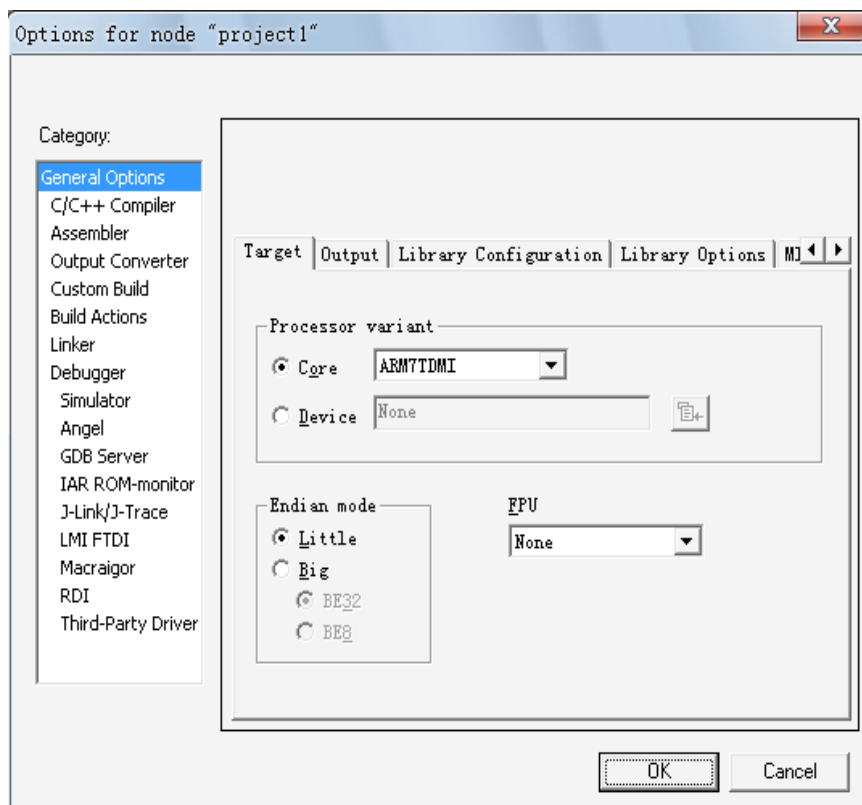 Options for node "project1"
X
Category:
General Options
C/C++ Compiler
Assembler
Output Converter
Custom Build
Build Actions
Linker
Debugger
Simulator
Angel
GDB Server
IAR ROM-monitor
J-Link/J-Trace
LMI FTDI
Macraigor
RDI
Third-Party Driver
Target Output Library Configuration Library Options MI
Processor variant
Core ARM7TDMI
Device None
Endian mode
Little
Big
BE32
BE8
FPU
None
OK Cancel